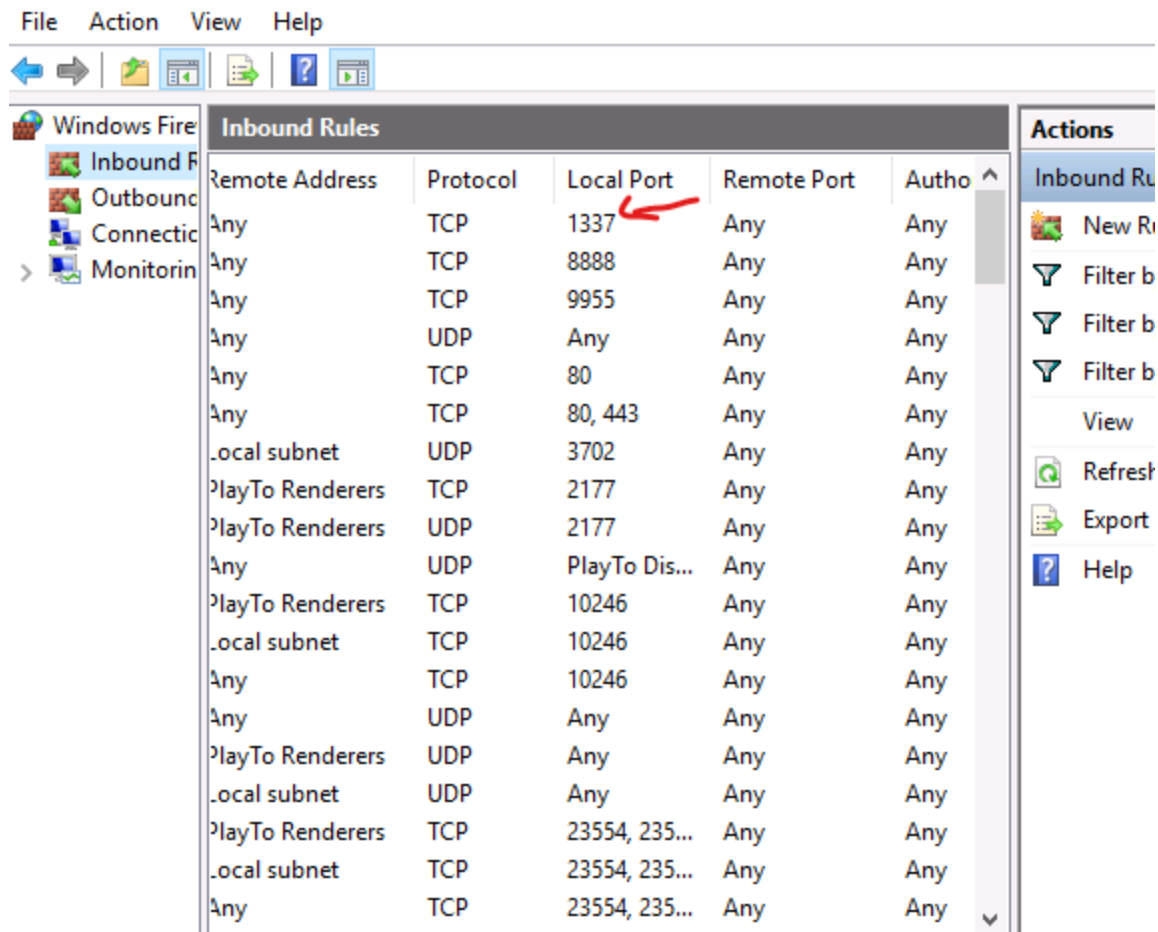 File Action View Help
Windows Fire
Inbound R
Outbound
Connectic
Monitorin
Inbound Rules
Remote Address Protocol Local Port Remote Port Autho
Any TCP 1337 Any Any
Any TCP 8888 Any Any
Any TCP 9955 Any Any
Any UDP Any Any Any
Any TCP 80 Any Any
Any TCP 80, 443 Any Any
Local subnet UDP 3702 Any Any
PlayTo Renderers TCP 2177 Any Any
PlayTo Renderers UDP 2177 Any Any
Any UDP PlayTo Dis... Any Any
PlayTo Renderers TCP 10246 Any Any
Local subnet TCP 10246 Any Any
Any TCP 10246 Any Any
Any UDP Any Any Any
PlayTo Renderers UDP Any Any Any
Local subnet UDP Any Any Any
PlayTo Renderers TCP 23554, 235... Any Any
Local subnet TCP 23554, 235... Any Any
Any TCP 23554, 235... Any Any
Actions
Inbound Ru
New Ru
Filter b
Filter b
Filter b
View
Refresh
Export
Help